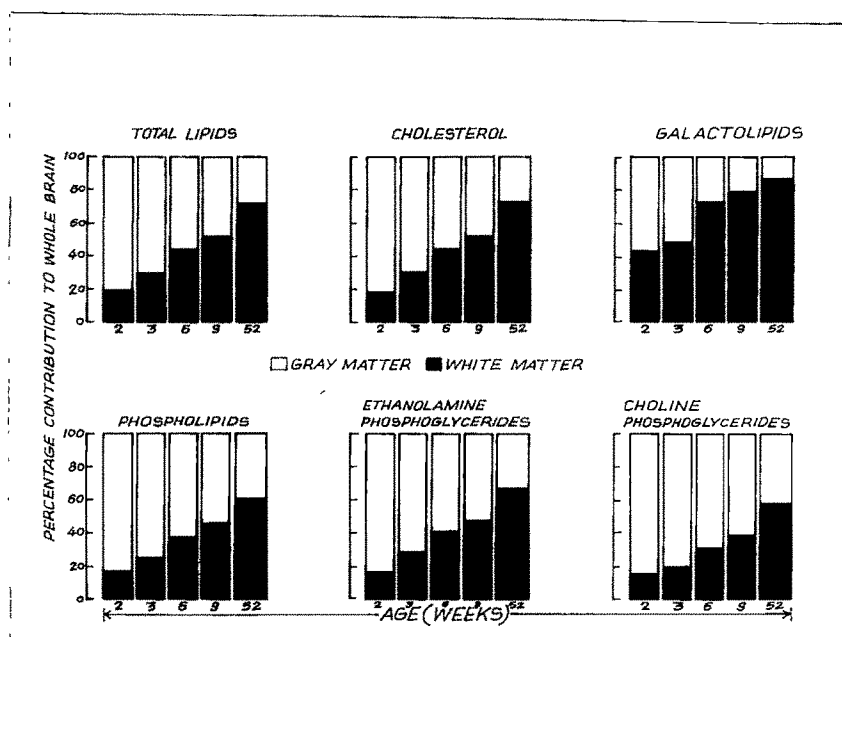 TOTAL LIPIDS
CHOLESTEROL
GALACTOLIPIDS
PERCENTAGE CONTRIBUTION TO WHOLE BRAIN
100
80
60
40
20
0
2 3 6 9 52
2 3 6 9 52
2 3 6 9 52
GRAY MATTER WHITE MATTER
PHOSPHOLIPIDS
ETHANOLAMINE
PHOSPHOGLYCERIDES
CHOLINE
PHOSPHOGLYCERIDES
100
80
60
40
20
0
2 3 6 9 52
2 3 6 9 52
2 3 6 9 52
AGE (WEEKS)